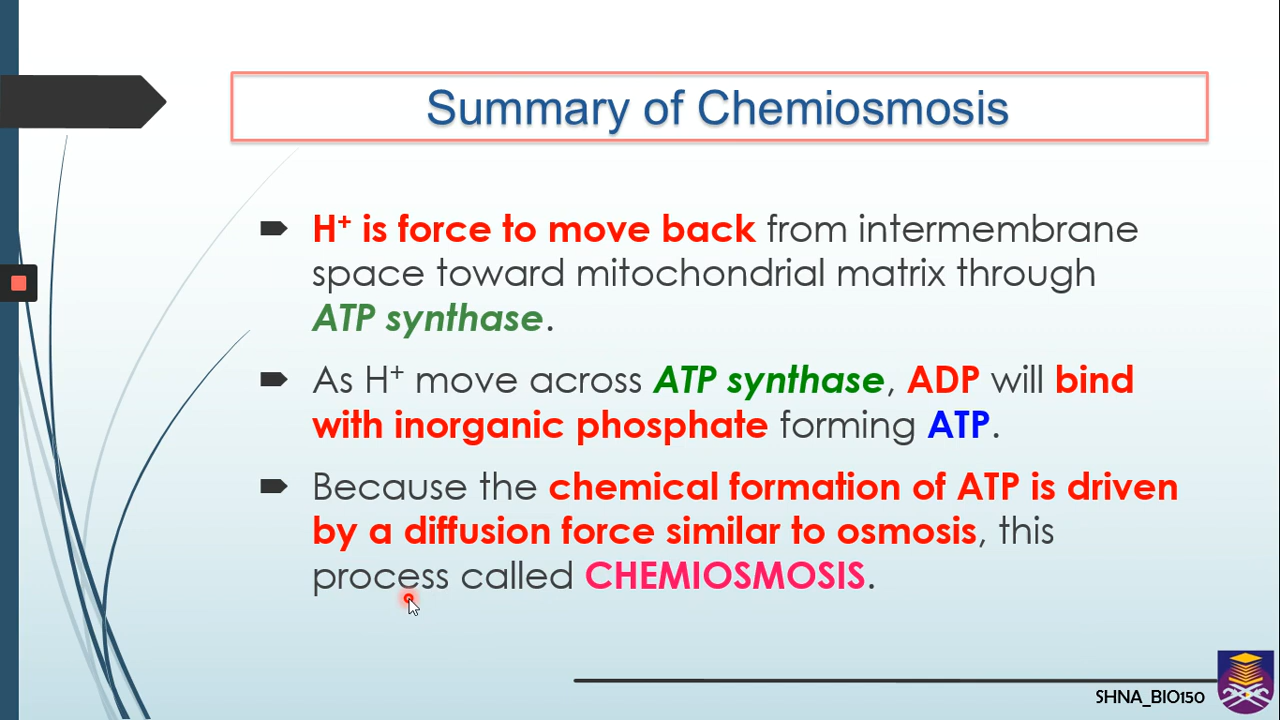 Summary of Chemiosmosis
H⁺ is force to move back from intermembrane
space toward mitochondrial matrix through
ATP synthase.
As H⁺ move across ATP synthase, ADP will bind
with inorganic phosphate forming ATP.
Because the chemical formation of ATP is driven
by a diffusion force similar to osmosis, this
process called CHEMIOSMOSIS.
SHNA_BIO150